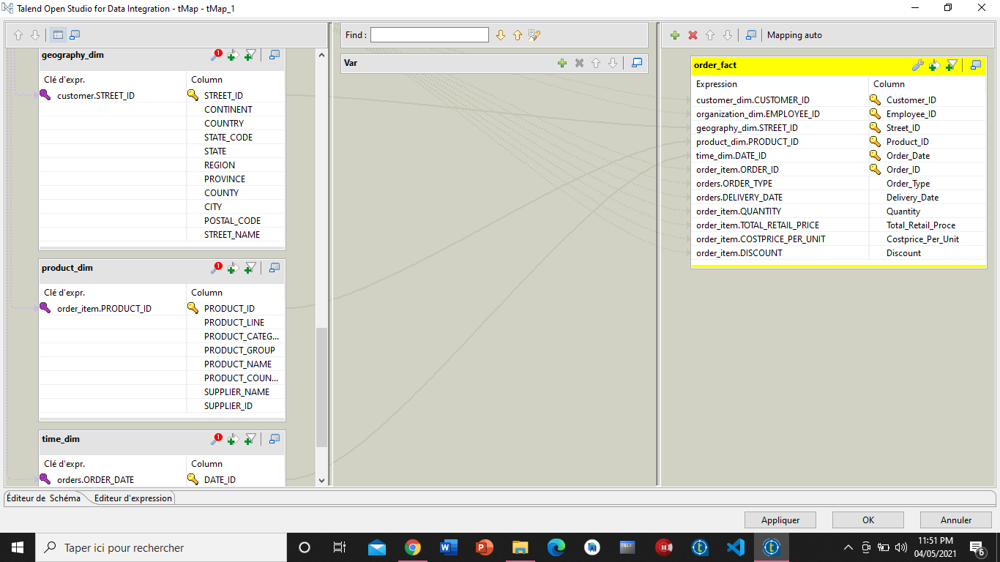 Talend Open Studio for Data Integration - tMap - tMap_1
geography_dim
1
Clé d'expr. Column
customer.STREET_ID STREET_ID
CONTINENT
COUNTRY
STATE_CODE
STATE
REGION
PROVINCE
COUNTY
CITY
POSTAL_CODE
STREET_NAME
product_dim
1
Clé d'expr. Column
order_item.PRODUCT_ID PRODUCT_ID
PRODUCT_LINE
PRODUCT_CATEG...
PRODUCT_GROUP
PRODUCT_NAME
PRODUCT_COUN...
SUPPLIER_NAME
SUPPLIER_ID
time_dim
1
Clé d'expr. Column
orders.ORDER_DATE DATE_ID
Find :
Var
Mapping auto
order_fact
Expression Column
customer_dim.CUSTOMER_ID Customer_ID
organization_dim.EMPLOYEE_ID Employee_ID
geography_dim.STREET_ID Street_ID
product_dim.PRODUCT_ID Product_ID
time_dim.DATE_ID Order_Date
order_item.ORDER_ID Order_ID
orders.ORDER_TYPE Order_Type
orders.DELIVERY_DATE Delivery_Date
order_item.QUANTITY Quantity
order_item.TOTAL_RETAIL_PRICE Total_Retail_Proce
order_item.COSTPRICE_PER_UNIT Costprice_Per_Unit
order_item.DISCOUNT Discount
Éditeur de Schéma Editeur d'expression
Appliquer OK Annuler
Taper ici pour rechercher
11:51 PM
04/05/2021
6